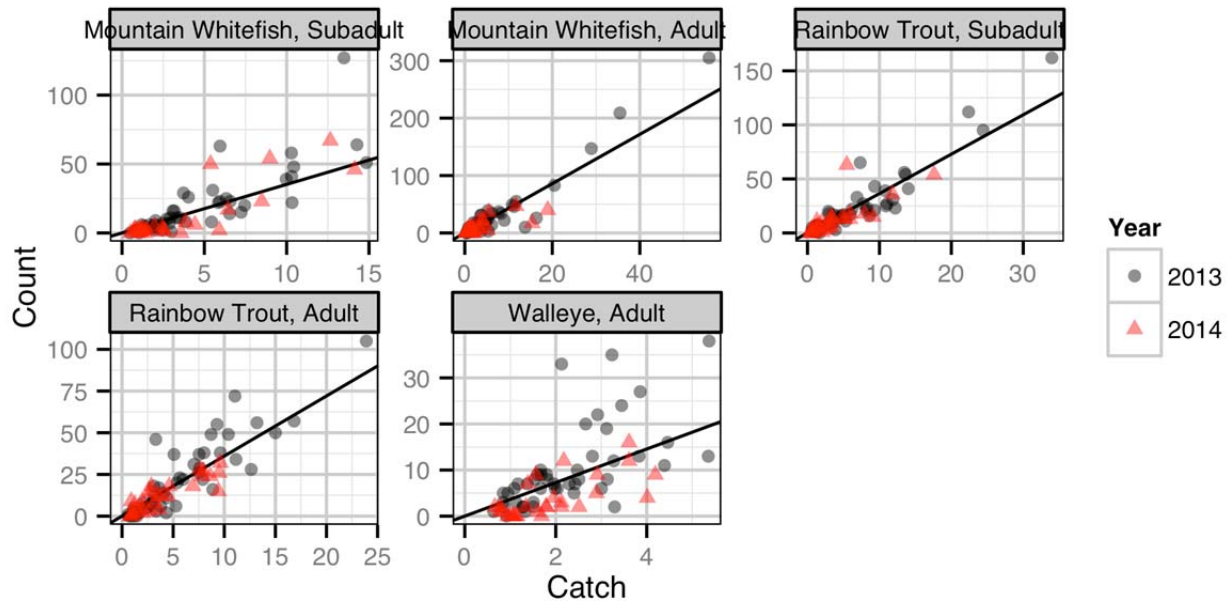 Mountain Whitefish, Subadult
Mountain Whitefish, Adult
Rainbow Trout, Subadult
100
50
0
0 5 10 15
300
200
100
0
0 20 40
150
100
50
0
0 10 20 30
Rainbow Trout, Adult
Walleye, Adult
100
75
50
25
0
0 5 10 15 20 25
30
20
10
0
0 2 4
Count
Catch
Year
2013
2014